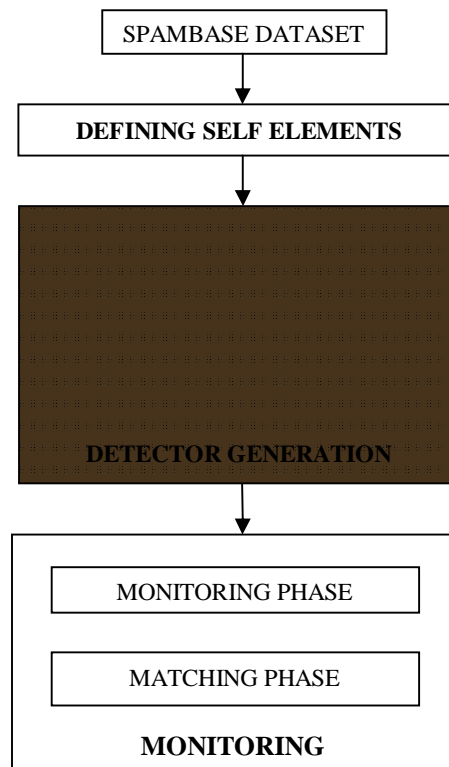 SPAMBASE DATASET
DEFINING SELF ELEMENTS
DETECTOR GENERATION
MONITORING PHASE
MATCHING PHASE
MONITORING